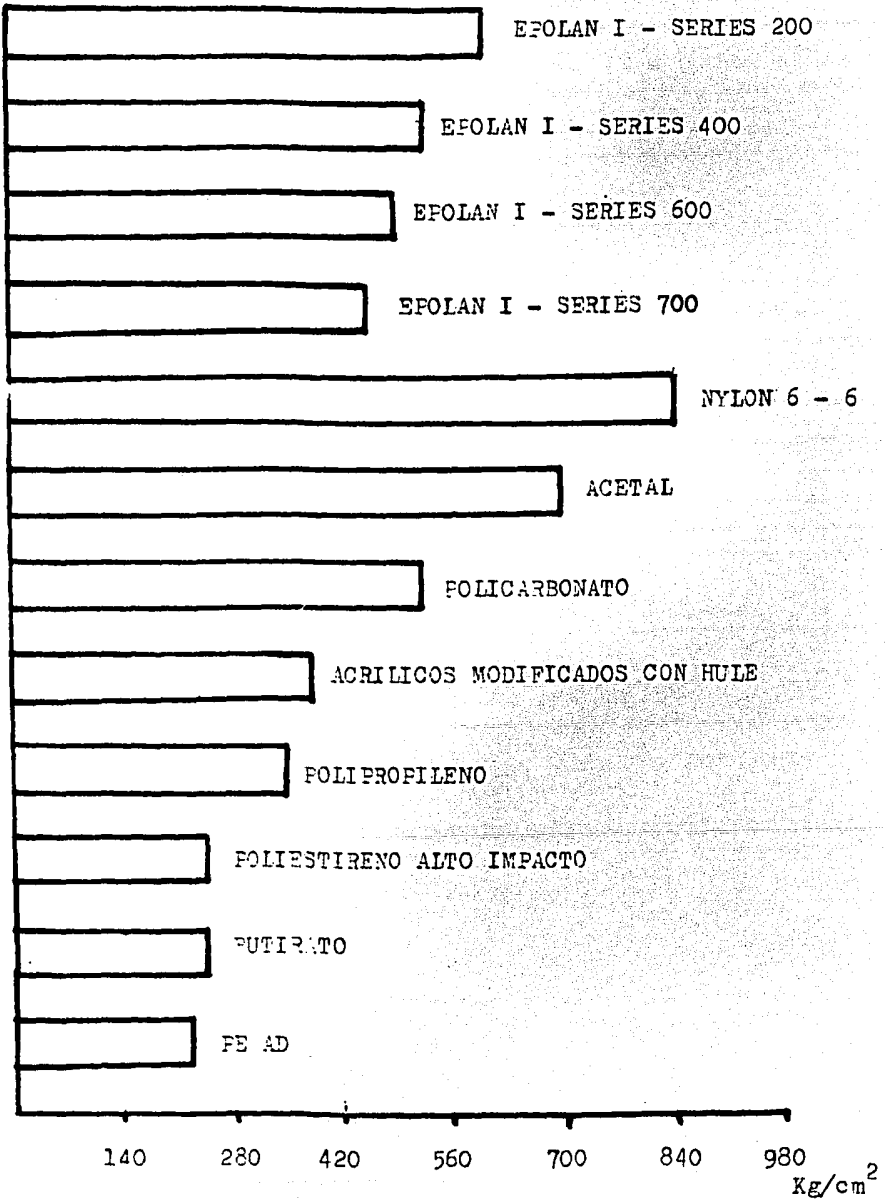 EPOLAN I - SERIES 200
EPOLAN I - SERIES 400
EPOLAN I - SERIES 600
EPOLAN I - SERIES 700
NYLON 6 - 6
ACETAL
POLICARBONATO
ACRILICOS MODIFICADOS CON HULE
POLIPROPILENO
POLIESTIRENO ALTO IMPACTO
BUTIRATO
PE AD
140 280 420 560 700 840 980
Kg/cm²